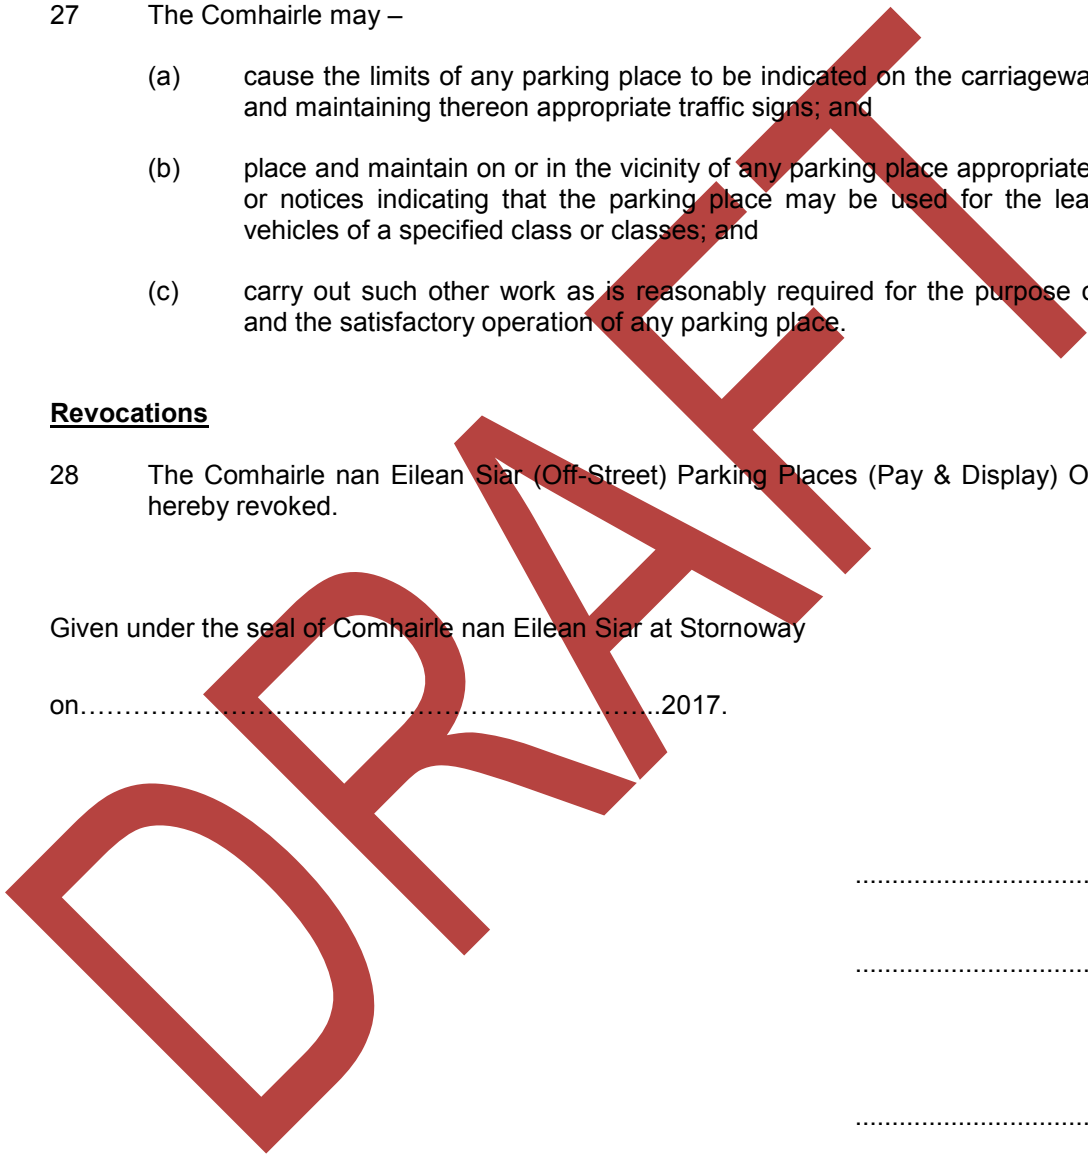 27 The Comhairle may –
(a) cause the limits of any parking place to be indicated on the carriageway
and maintaining thereon appropriate traffic signs; and
(b) place and maintain on or in the vicinity of any parking place appropriate
or notices indicating that the parking place may be used for the
vehicles of a specified class or classes; and
(c) carry out such other work as is reasonably required for the purpose
and the satisfactory operation of any parking place.
Revocations
28 The Comhairle nan Eilean Siar (Off-Street) Parking Places (Pay & Display)
hereby revoked.
Given under the seal of Comhairle nan Eilean Siar at Stornoway
on…………………………………………………………..2017.
................................
................................
................................
DRAFT